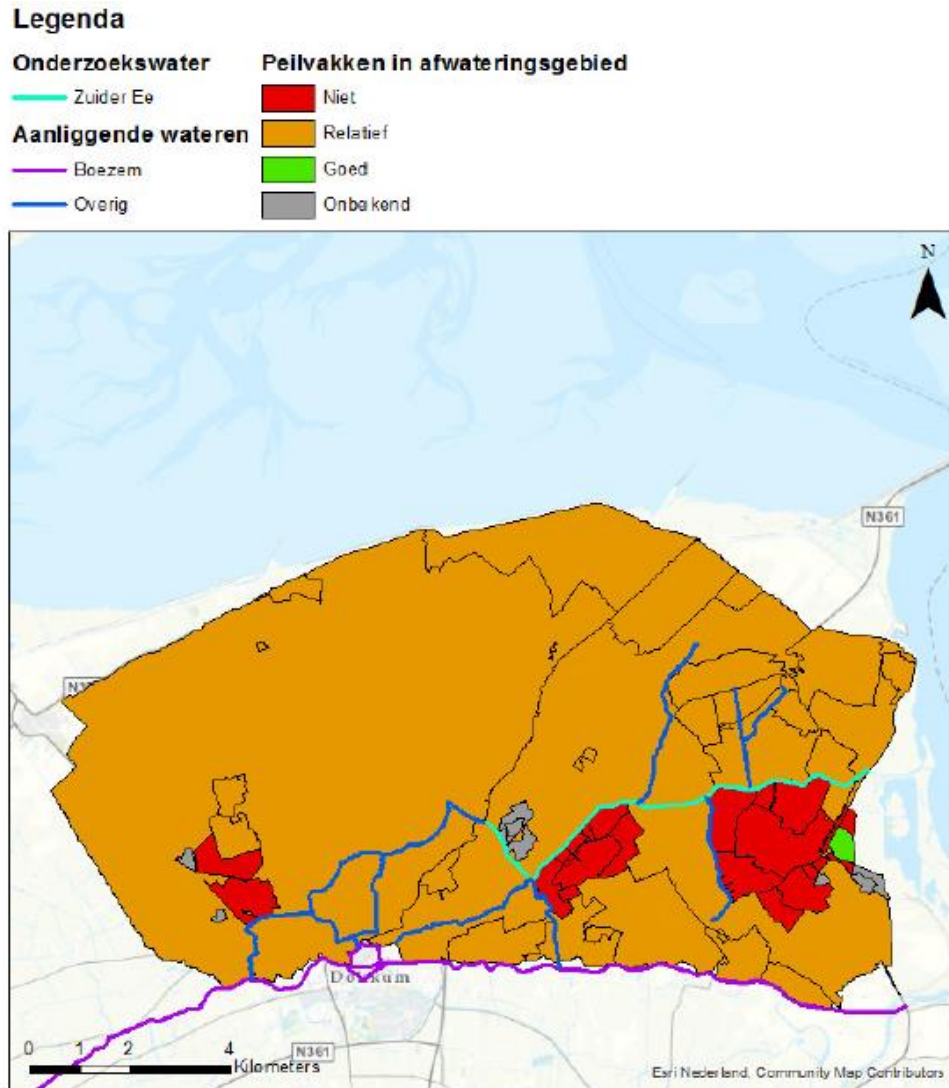 Legenda
Onderzoekswater
Zuider Ee
Aanliggende wateren
Boezem
Overig
Peilvakken in afwateringsgebied
Niet
Relatief
Goed
Onbekend
N
N361
0 1 2 4
Kilometers
N361
Esri Nederland, Community Map Contributors